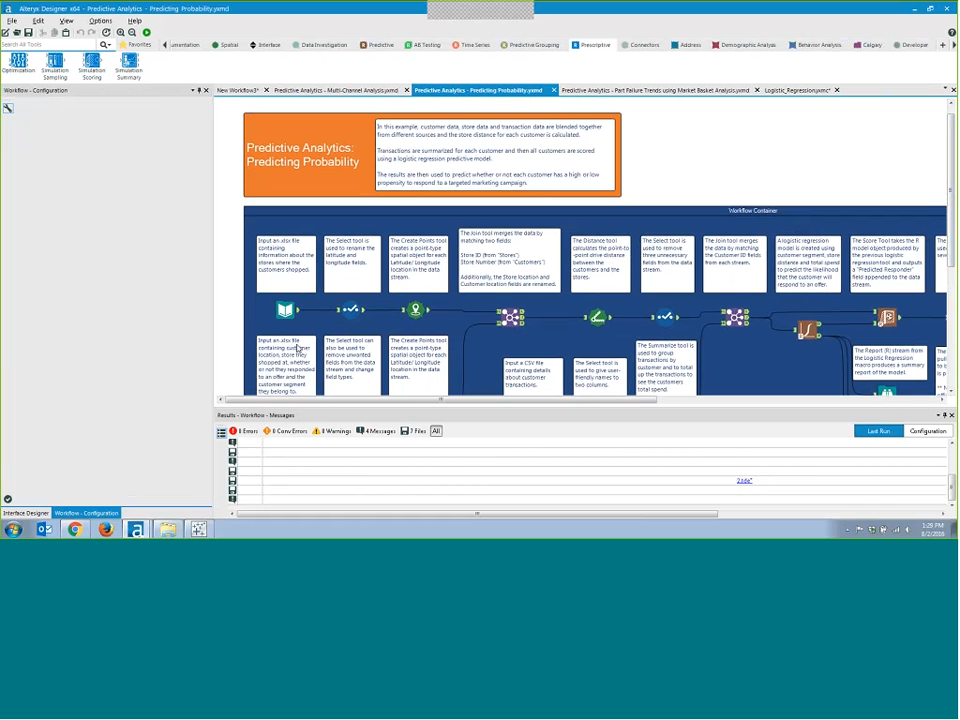 Alteryx Designer x64 - Predictive Analytics - Predicting Probability.yxmd
File Edit View Options Help
Search All Tools
Favorites
Spatial
Interface
Data Investigation
Predictive
AB Testing
Time Series
Predictive Grouping
Prescriptive
Connectors
Address
Demographic Analysis
Behavior Analysis
Calgary
Developer
Optimization
Simulation
Sampling
Simulation
Scoring
Simulation
Summary
Workflow - Configuration
New Workflow3*
Predictive Analytics - Multi-Channel Analysis.yxmd
Predictive Analytics - Predicting Probability.yxmd
Predictive Analytics - Part Failure Trends using Market Basket Analysis.yxmd
Logistic_Regression.yxmc*
Predictive Analytics:
Predicting Probability
In this example, customer data, store data and transaction data are blended together
from different sources and the store distance for each customer is calculated.
Transactions are summarized for each customer and then all customers are scored
using a logistic regression predictive model.
The results are then used to predict whether or not each customer has a high or low
propensity to respond to a targeted marketing campaign.
Workflow Container
Input an .xlsx file
containing
information about the
stores where the
customers shopped.
The Select tool is
used to rename the
latitude and
longitude fields.
The Create Points tool
creates a point-type
spatial object for each
Latitude/ Longitude
location in the data
stream.
The Join tool merges the data by
matching two fields:
Store ID (from "Stores")
Store Number (from "Customers")
Additionally, the Store location and
Customer location fields are renamed.
The Distance tool
calculates the point-to
-point drive distance
between the
customers and the
stores.
The Select tool is
used to remove
three unnecessary
fields from the data
stream.
The Join tool
merges the data by
the Customer ID
fields from each
stream.
A logistic regression
model is created
using customer
segment, store
distance and total spend
to predict the likelihood
that the customer will
respond to an offer.
The Score Tool takes the R
model object produced by
the previous logistic
regression tool and outputs
a "Predicted Responder"
field appended to the
data stream.
Input an .xlsx file
containing customer
location, store they
shopped at, whether
or not they responded
to an offer and the
customer segment
they belong to.
The Select tool can
also be used to
remove unwanted
fields from the data
stream and change
field types.
The Create Points tool
creates a point-type
spatial object for each
Latitude/ Longitude
location in the data
stream.
Input a CSV file
containing details
about customer
transactions.
The Select tool is
used to give user-
friendly names to
two columns.
The Summarize tool is
used to group
transactions by
customer and to total
up the transactions to
see the customers
total spend.
The Report (R) stream from
the Logistic Regression
macro produces a summary
report of the model.
Results - Workflow - Messages
Errors
Conv Errors
Warnings
4 Messages
7 Files
All
Last Run
Configuration
Interface Designer
Workflow - Configuration
1:29 PM
8/2/2016